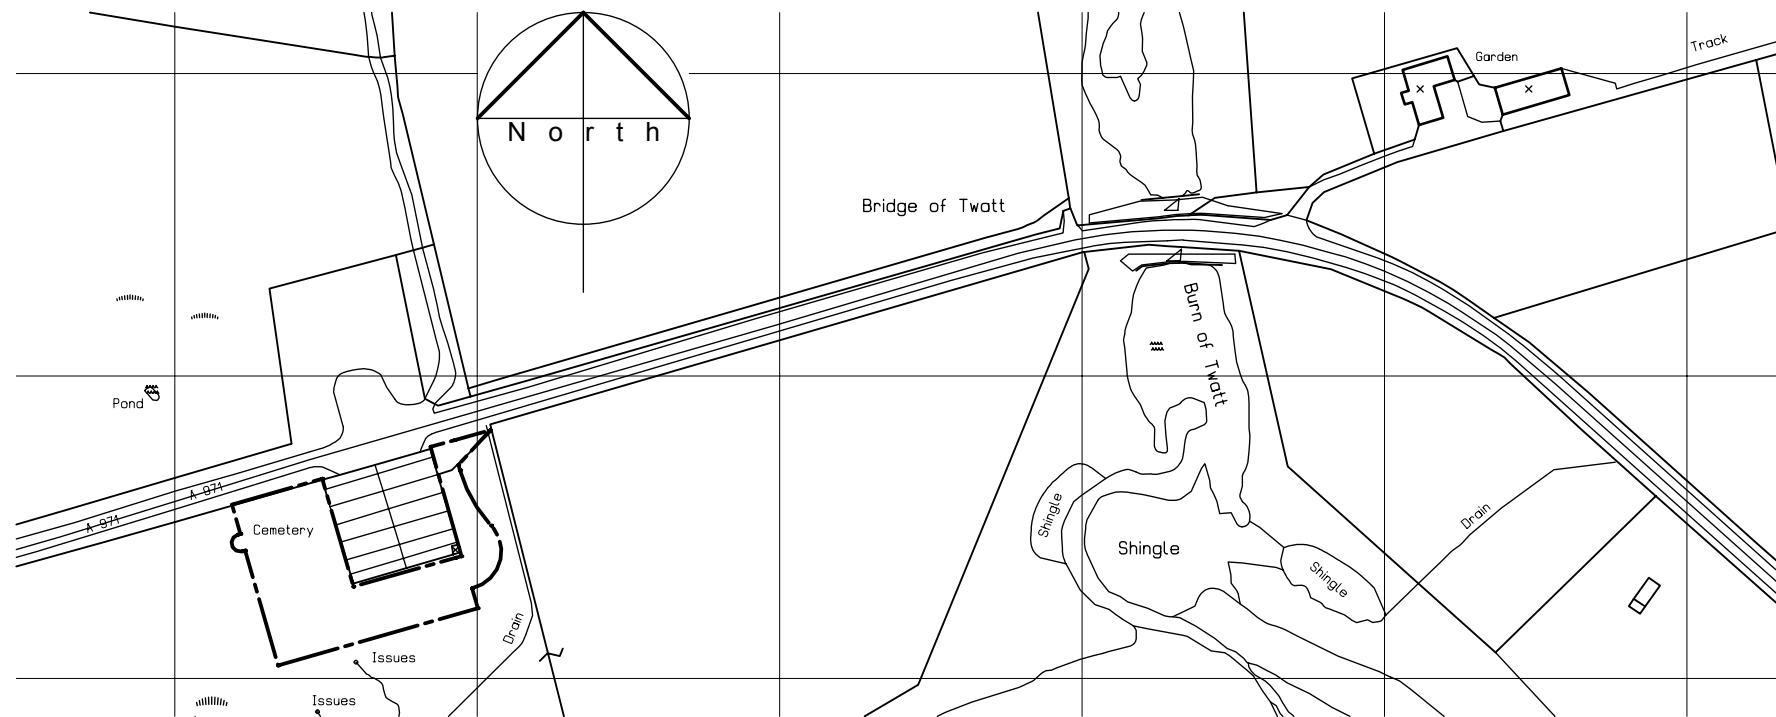 Track
Garden
North
Bridge of Twatt
Burn of Twatt
Pond
A 971
A 971
Cemetery
Shingle
Shingle
Shingle
Drain
Drain
Issues
Issues